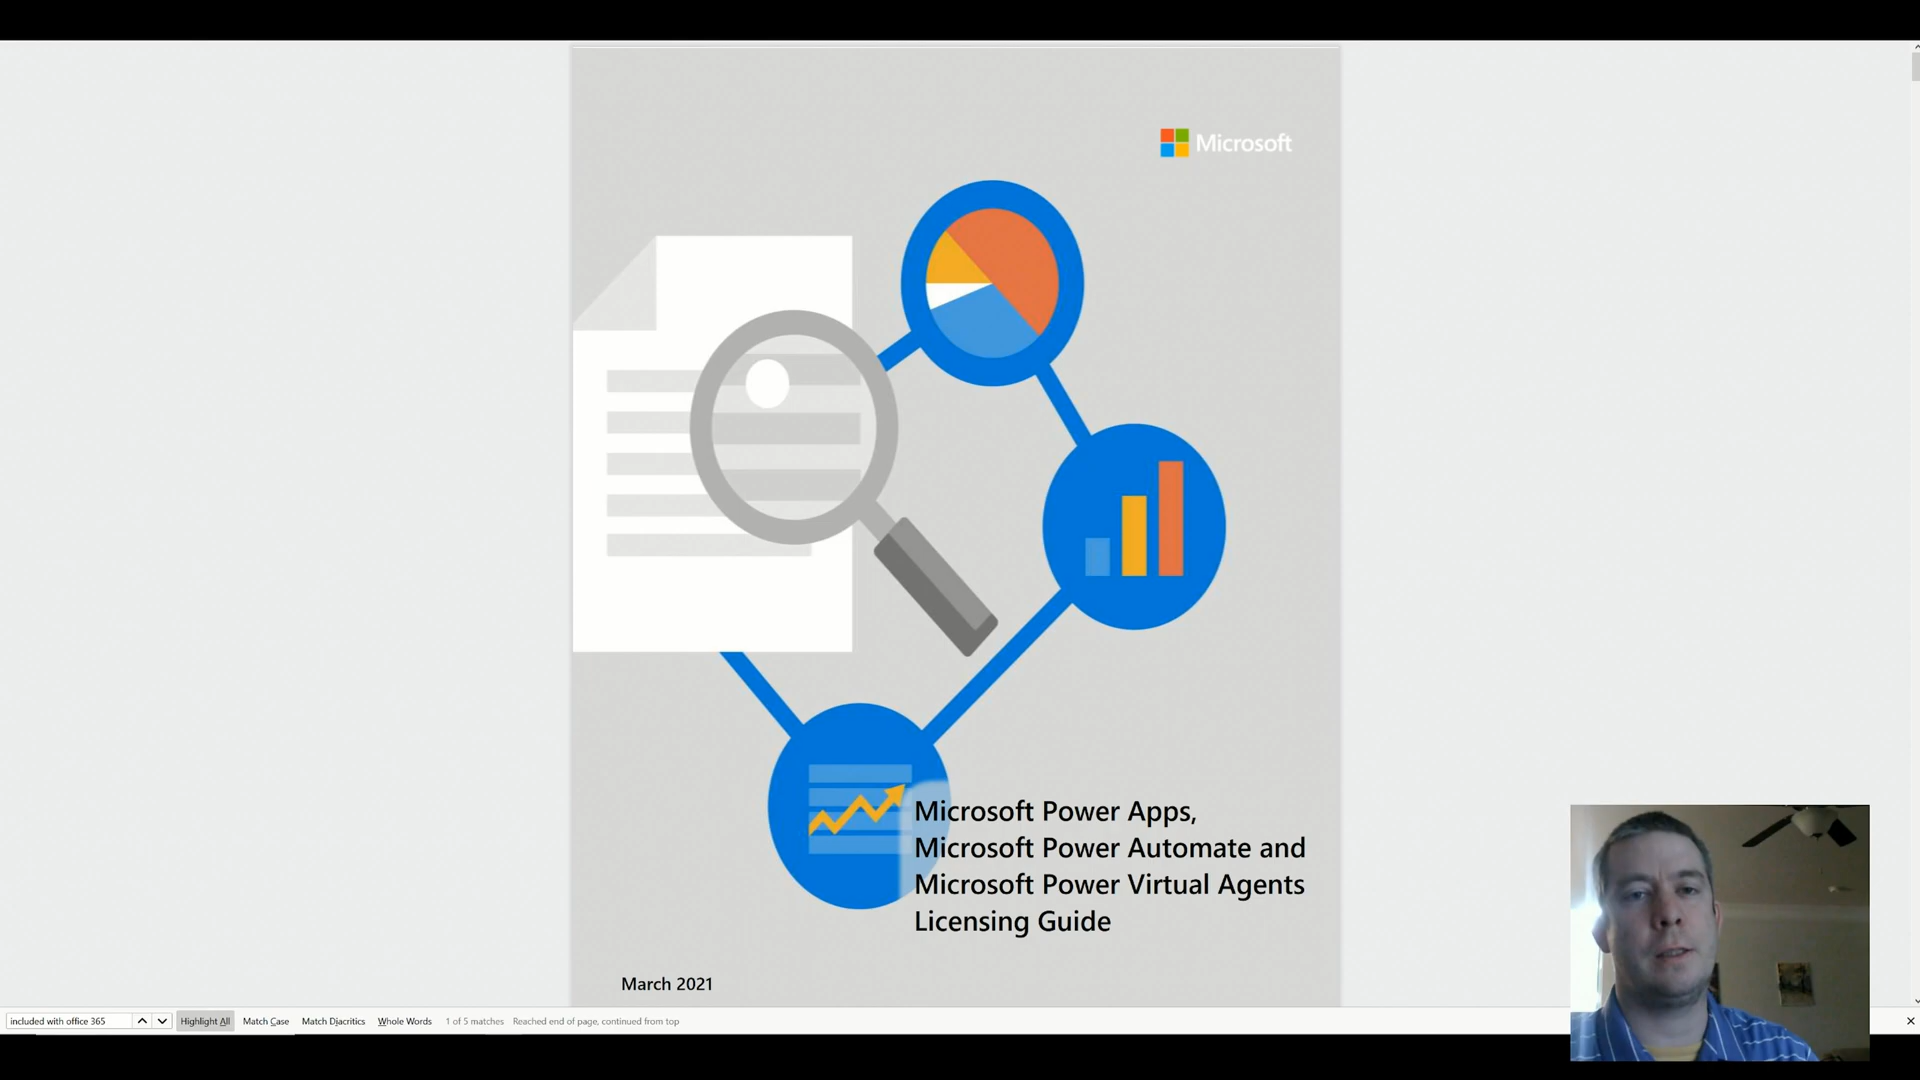 Microsoft
Microsoft Power Apps,
Microsoft Power Automate and
Microsoft Power Virtual Agents
Licensing Guide
March 2021
included with office 365 Highlight All Match Case Match Diacritics Whole Words 1 of 5 matches Reached end of page, continued from top